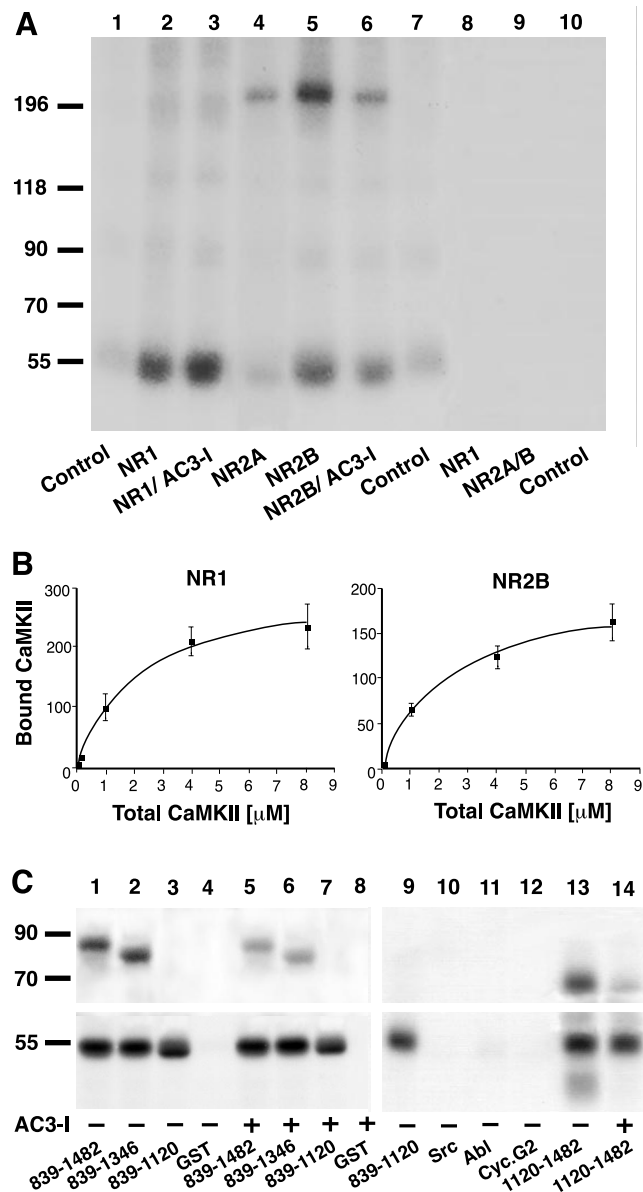 A
1 2 3 4 5 6 7 8 9 10
196
118
90
70
55
Control NR1 NR1/ AC3-I NR2A NR2B NR2B/ AC3-I Control NR1 NR2A/B Control
B
NR1
300
200
100
0
0 1 2 3 4 5 6 7 8 9
Bound CaMKII
Total CaMKII [µM]
NR2B
200
150
100
50
0
0 1 2 3 4 5 6 7 8 9
Total CaMKII [µM]
C
1 2 3 4 5 6 7 8 9 10 11 12 13 14
90
70
55
AC3-I − − − − + + + + − − − − − +
839-1482 839-1346 839-1120 GST 839-1482 839-1346 839-1120 GST 839-1120 Src Abl Cyc.G2 1120-1482 1120-1482